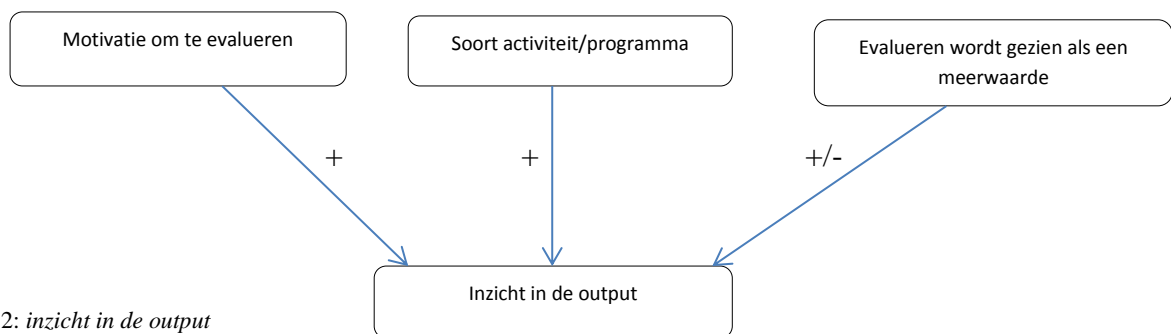 Motivatie om te evalueren
Soort activiteit/programma
Evalueren wordt gezien als een
meerwaarde
+
+
+/-
Inzicht in de output
2: inzicht in de output